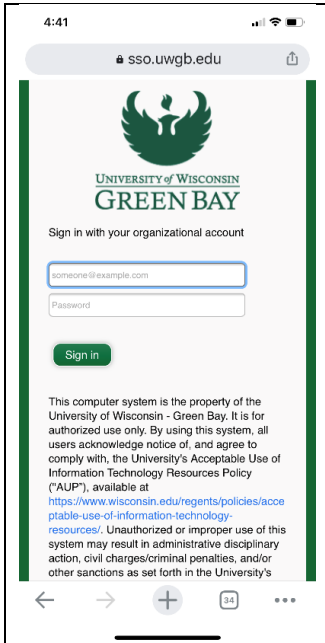 4:41
sso.uwgb.edu
UNIVERSITY of WISCONSIN
GREEN BAY
Sign in with your organizational account
someone@example.com
Password
Sign in
This computer system is the property of the
University of Wisconsin - Green Bay. It is for
authorized use only. By using this system, all
users acknowledge notice of, and agree to
comply with, the University's Acceptable Use of
Information Technology Resources Policy
("AUP"), available at
https://www.wisconsin.edu/regents/policies/acce
ptable-use-of-information-technology-
resources/. Unauthorized or improper use of this
system may result in administrative disciplinary
action, civil charges/criminal penalties, and/or
other sanctions as set forth in the University's
34